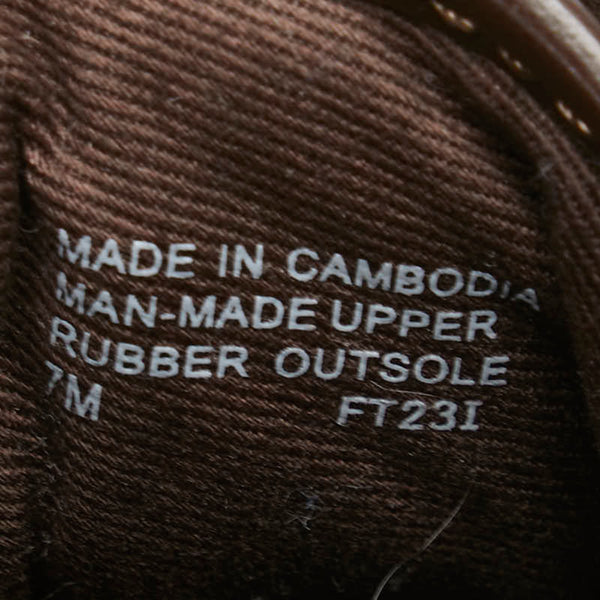 MADE IN CAMBODIA
MAN-MADE UPPER
RUBBER OUTSOLE
7M FT23I